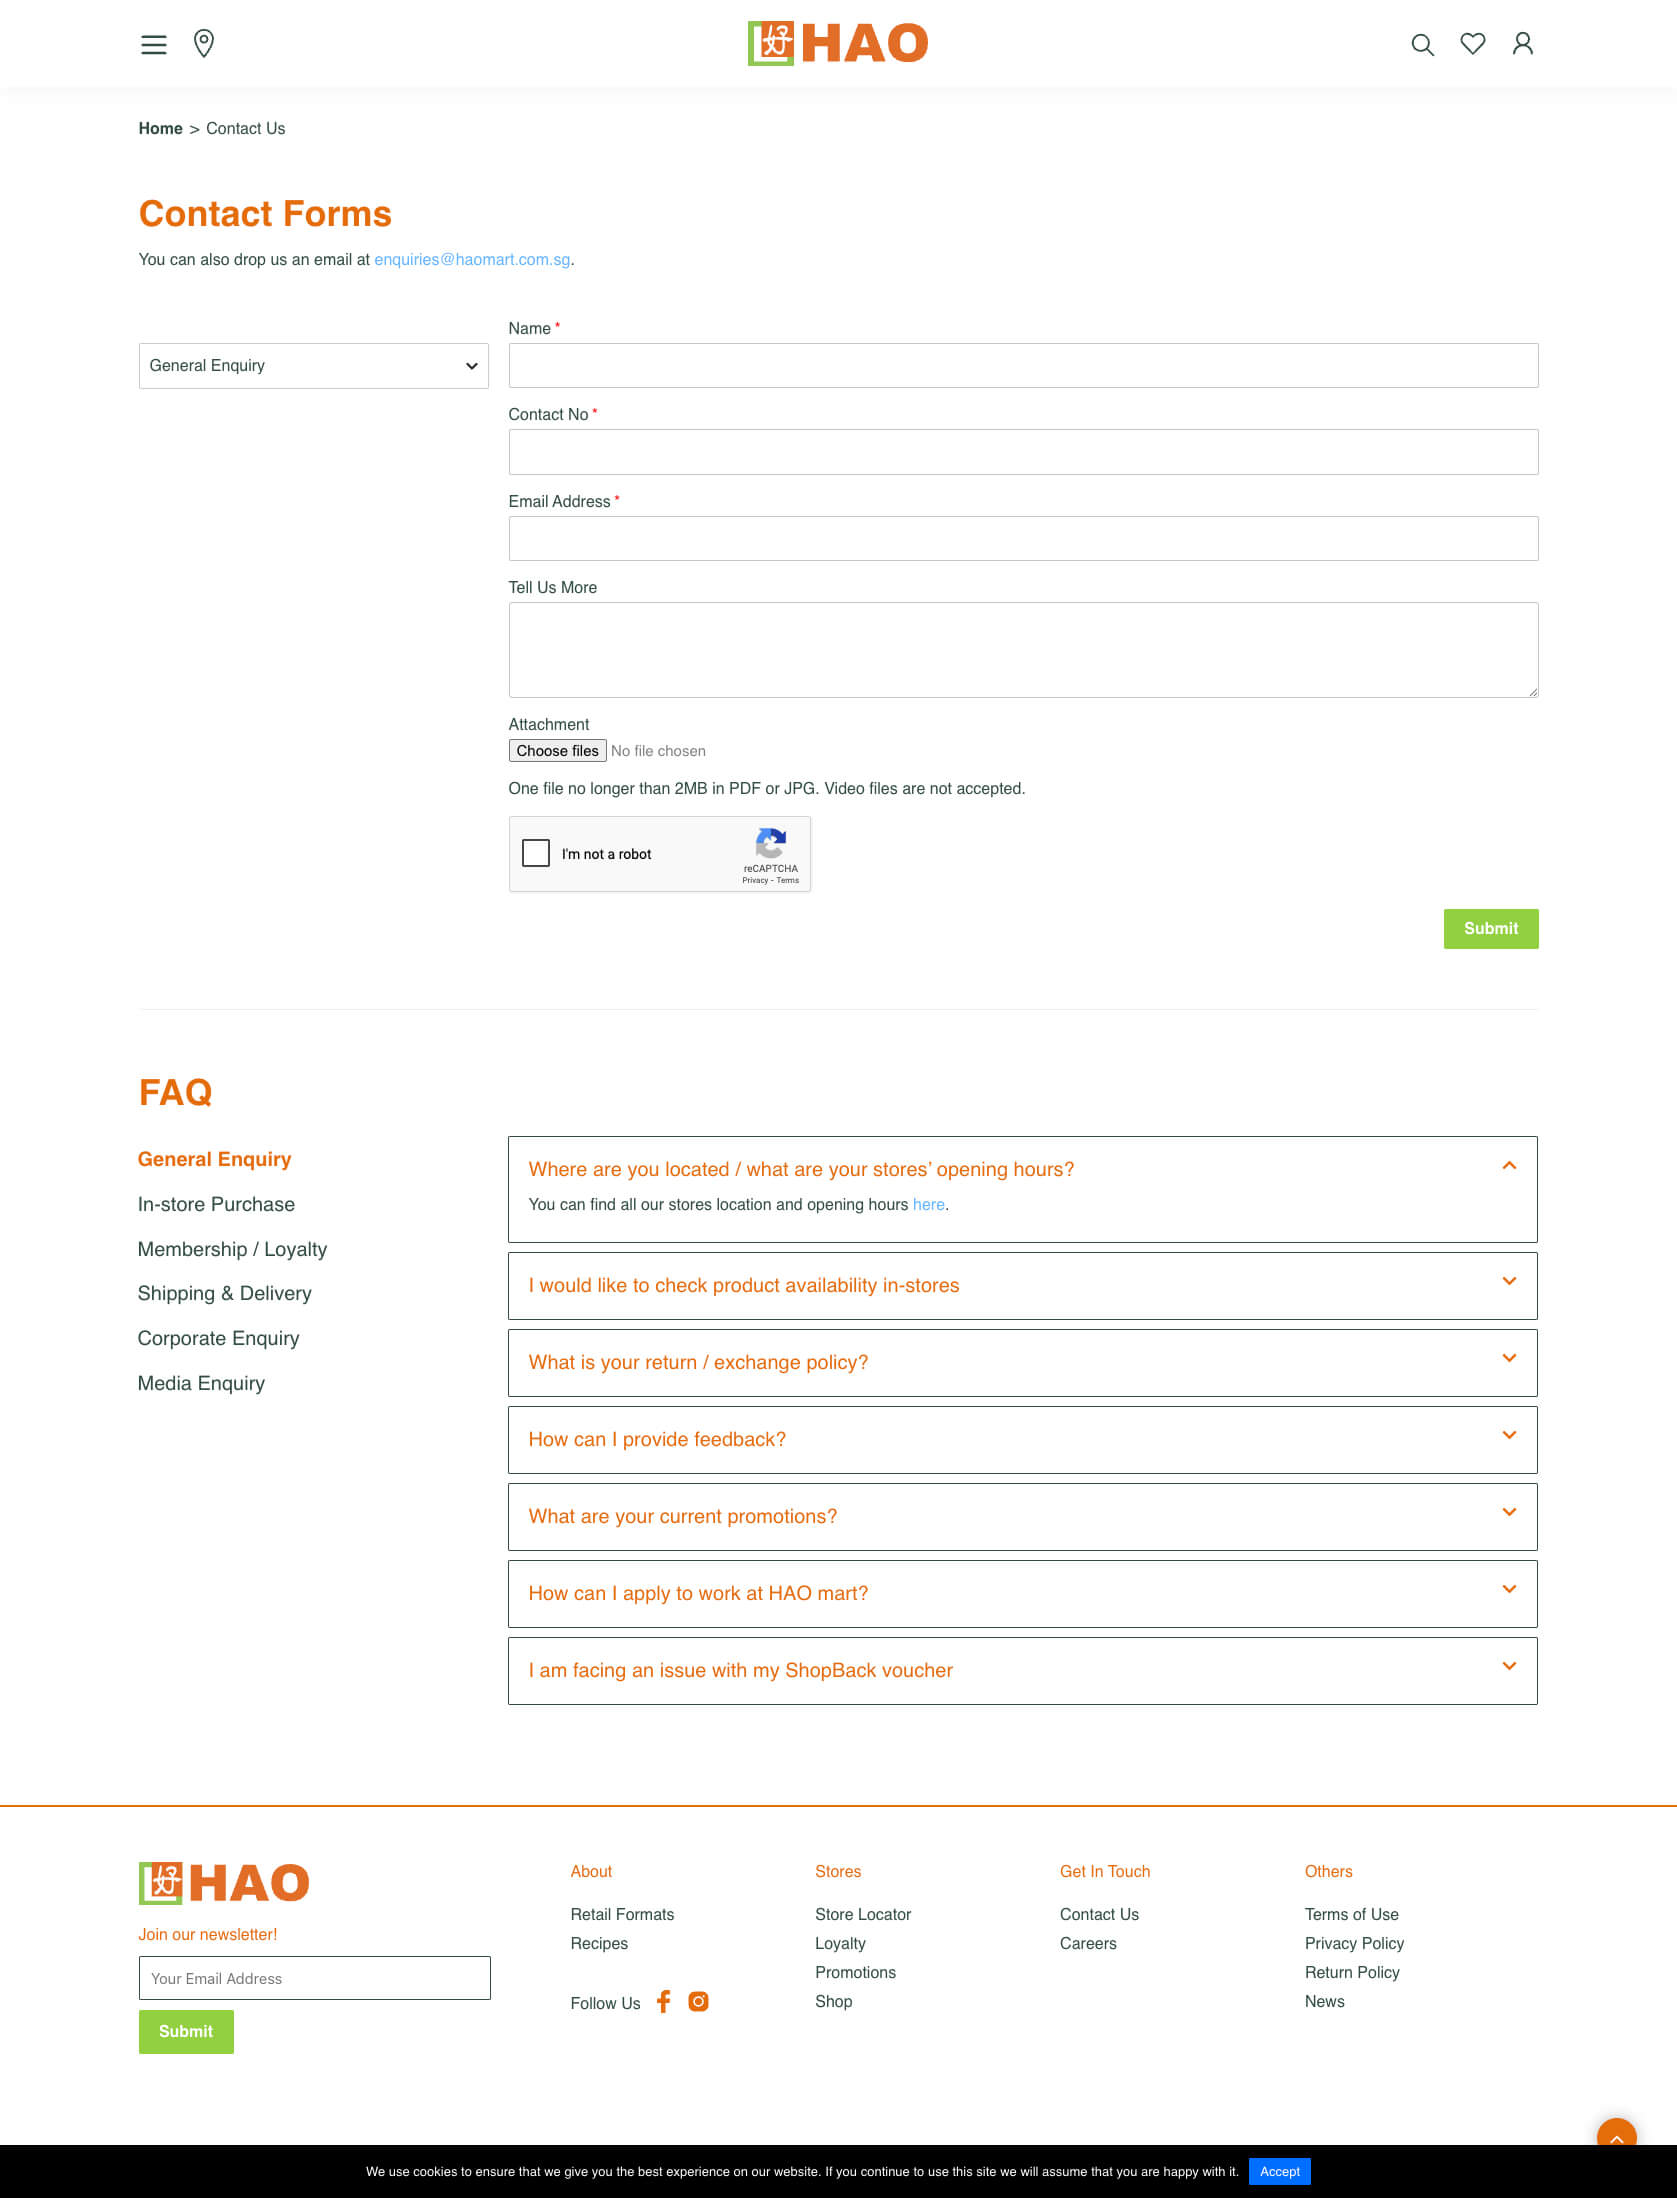 好 HAO
Home > Contact Us
Contact Forms
You can also drop us an email at enquiries@haomart.com.sg.
General Enquiry
Name *
Contact No *
Email Address *
Tell Us More
Attachment
Choose files No file chosen
One file no longer than 2MB in PDF or JPG. Video files are not accepted.
I'm not a robot
reCAPTCHA
Privacy - Terms
Submit
FAQ
General Enquiry
In-store Purchase
Membership / Loyalty
Shipping & Delivery
Corporate Enquiry
Media Enquiry
Where are you located / what are your stores’ opening hours?
You can find all our stores location and opening hours here.
I would like to check product availability in-stores
What is your return / exchange policy?
How can I provide feedback?
What are your current promotions?
How can I apply to work at HAO mart?
I am facing an issue with my ShopBack voucher
好 HAO
Join our newsletter!
Your Email Address
Submit
About
Retail Formats
Recipes
Follow Us
Stores
Store Locator
Loyalty
Promotions
Shop
Get In Touch
Contact Us
Careers
Others
Terms of Use
Privacy Policy
Return Policy
News
We use cookies to ensure that we give you the best experience on our website. If you continue to use this site we will assume that you are happy with it. Accept